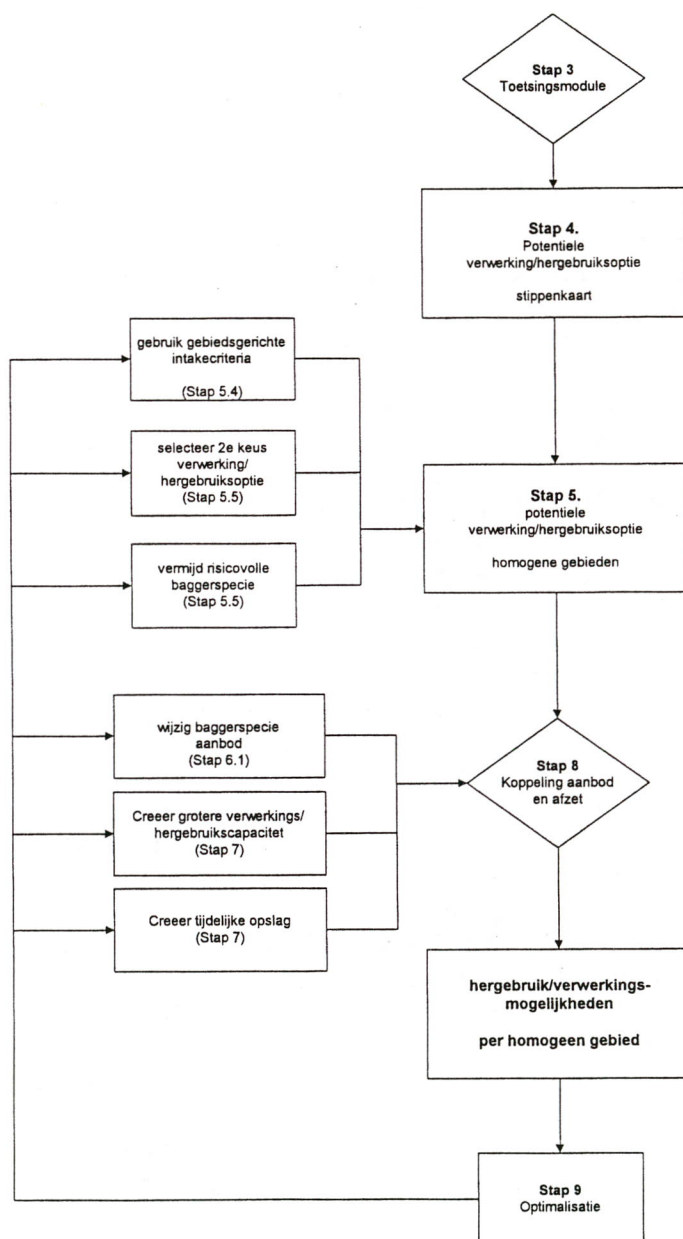 Stap 3
Toetsingsmodule
Stap 4.
Potentiele
verwerking/hergebruiksoptie
stippenkaart
gebruik gebiedsgerichte
intakecriteria
(Stap 5.4)
selecteer 2e keus
verwerking/
hergebruiksoptie
(Stap 5.5)
vermijd risicovolle
baggerspecie
(Stap 5.5)
Stap 5.
potentiele
verwerking/hergebruiksoptie
homogene gebieden
wijzig baggerspecie
aanbod
(Stap 6.1)
Creeer grotere verwerkings/
hergebruikscapacitet
(Stap 7)
Creeer tijdelijke opslag
(Stap 7)
Stap 8
Koppeling aanbod
en afzet
hergebruik/verwerkings-
mogelijkheden
per homogeen gebied
Stap 9
Optimalisatie